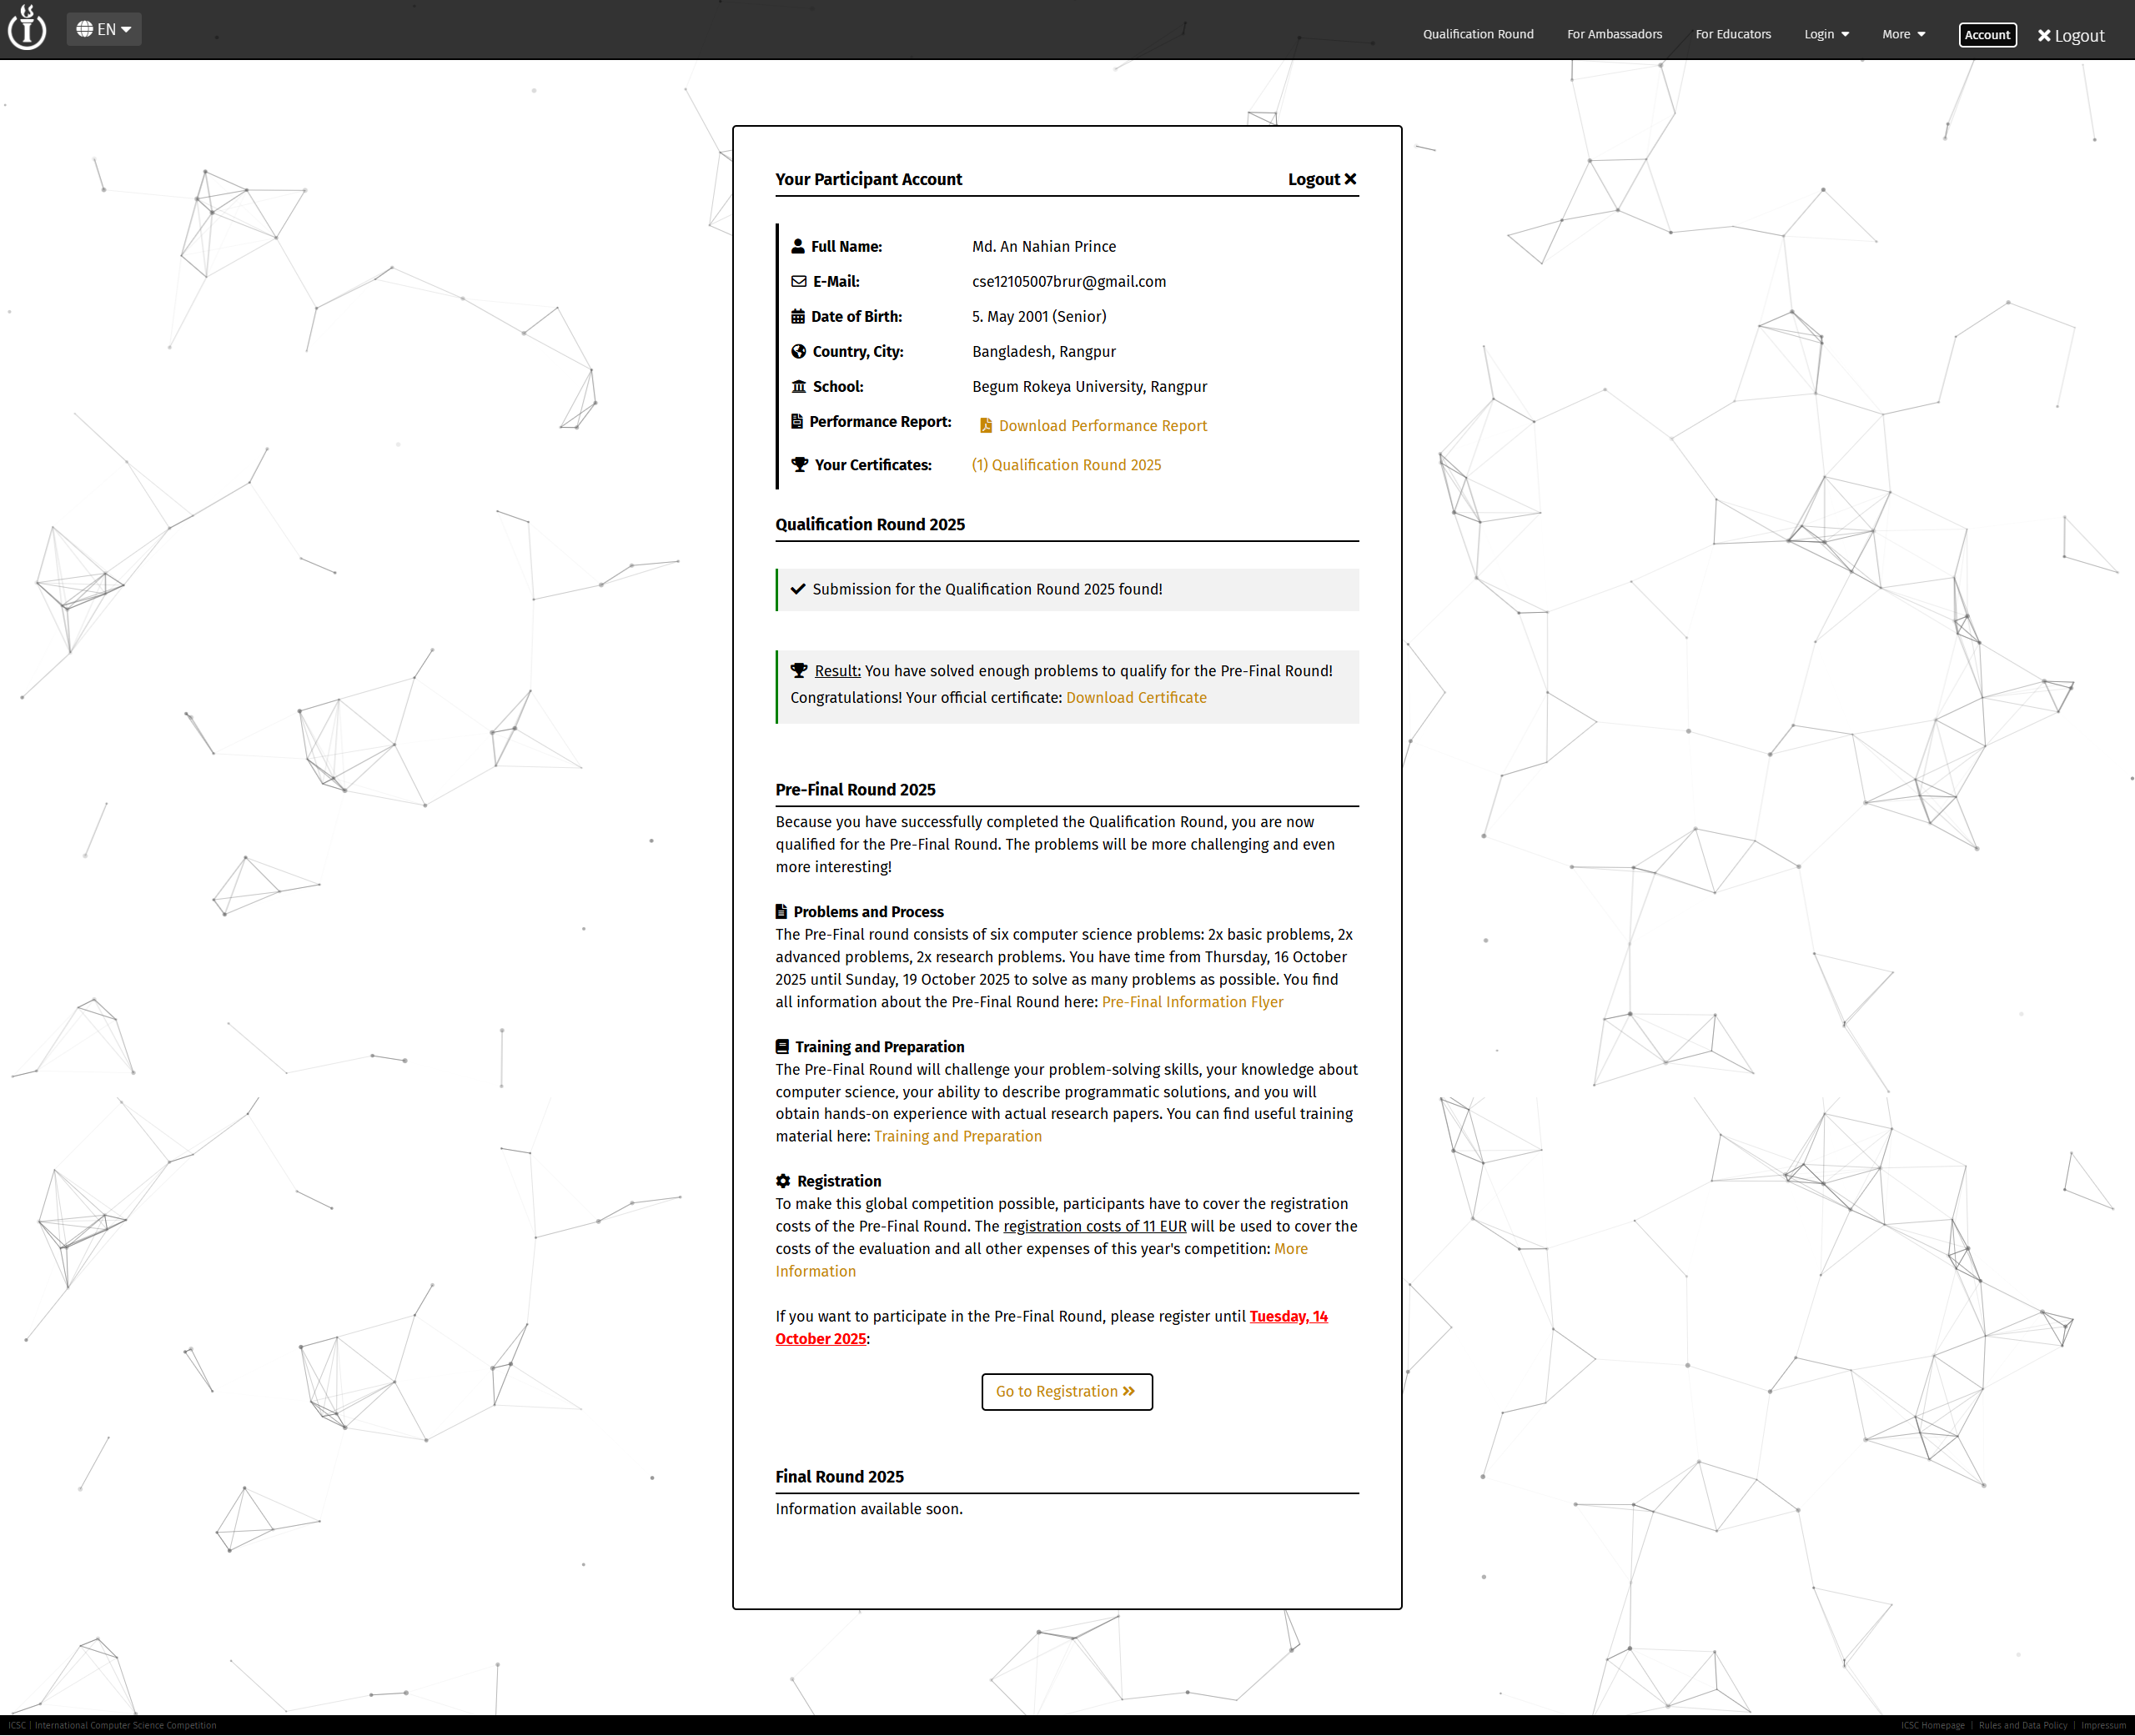 EN
Qualification Round
For Ambassadors
For Educators
Login
More
Account
Logout
Your Participant Account
Logout
Full Name: Md. An Nahian Prince
E-Mail: cse12105007brur@gmail.com
Date of Birth: 5. May 2001 (Senior)
Country, City: Bangladesh, Rangpur
School: Begum Rokeya University, Rangpur
Performance Report: Download Performance Report
Your Certificates: (1) Qualification Round 2025
Qualification Round 2025
Submission for the Qualification Round 2025 found!
Result: You have solved enough problems to qualify for the Pre-Final Round!
Congratulations! Your official certificate: Download Certificate
Pre-Final Round 2025
Because you have successfully completed the Qualification Round, you are now
qualified for the Pre-Final Round. The problems will be more challenging and even
more interesting!
Problems and Process
The Pre-Final round consists of six computer science problems: 2x basic problems, 2x
advanced problems, 2x research problems. You have time from Thursday, 16 October
2025 until Sunday, 19 October 2025 to solve as many problems as possible. You find
all information about the Pre-Final Round here: Pre-Final Information Flyer
Training and Preparation
The Pre-Final Round will challenge your problem-solving skills, your knowledge about
computer science, your ability to describe programmatic solutions, and you will
obtain hands-on experience with actual research papers. You can find useful training
material here: Training and Preparation
Registration
To make this global competition possible, participants have to cover the registration
costs of the Pre-Final Round. The registration costs of 11 EUR will be used to cover the
costs of the evaluation and all other expenses of this year's competition: More
Information
If you want to participate in the Pre-Final Round, please register until Tuesday, 14
October 2025:
Go to Registration
Final Round 2025
Information available soon.
ICSC | International Computer Science Competition
ICSC Homepage | Rules and Data Policy | Impressum